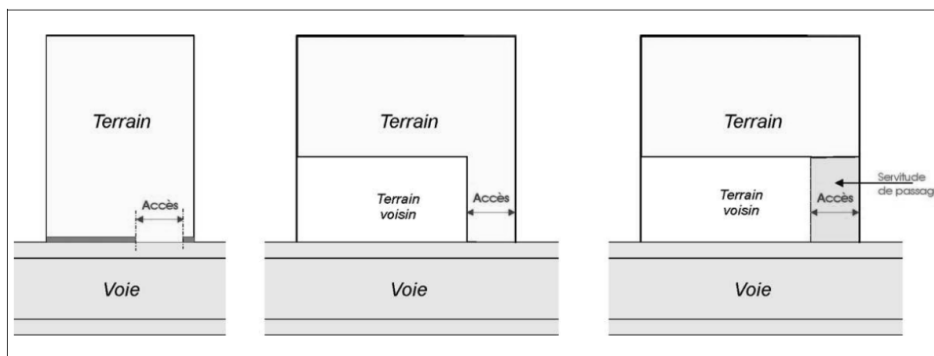 Terrain
Accès
Voie
Terrain
Terrain
voisin
Accès
Voie
Terrain
Terrain
voisin
Accès
Servitude
de passag
Voie